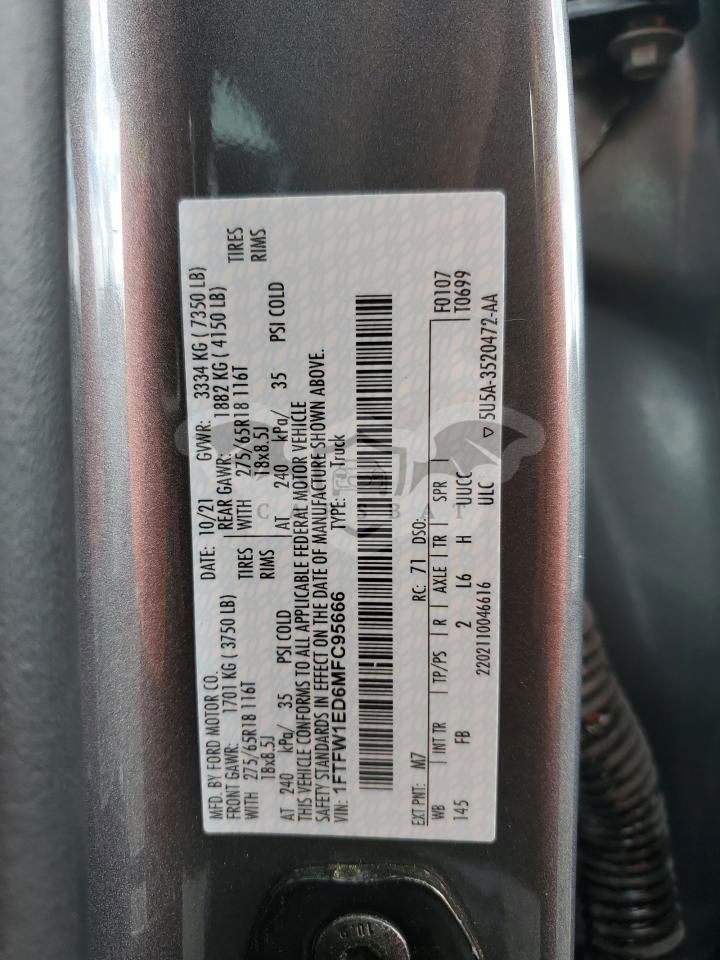 MFD. BY FORD MOTOR CO.
DATE: 10/21 GVWR: 3334 KG ( 7350 LB)
FRONT GAWR: 1701 KG ( 3750 LB) REAR GAWR: 1882 KG ( 4150 LB)
WITH 275/65R18 116T TIRES WITH 275/65R18 116T TIRES
18x8.5J RIMS 18x8.5J RIMS
AT 240 kPa/ 35 PSI COLD AT 240 kPa/ 35 PSI COLD
THIS VEHICLE CONFORMS TO ALL APPLICABLE FEDERAL MOTOR VEHICLE
SAFETY STANDARDS IN EFFECT ON THE DATE OF MANUFACTURE SHOWN ABOVE.
VIN: 1FTFW1ED6MFC95666 TYPE: Truck
EXT PNT: M7 RC: 71 DSO: F0107
WB INT TR TP/PS R AXLE TR SPR T0699
145 FB 2 L6 H UUCC
2202110046616 ULC ▽ 5U5A-3520472-AA
10.9